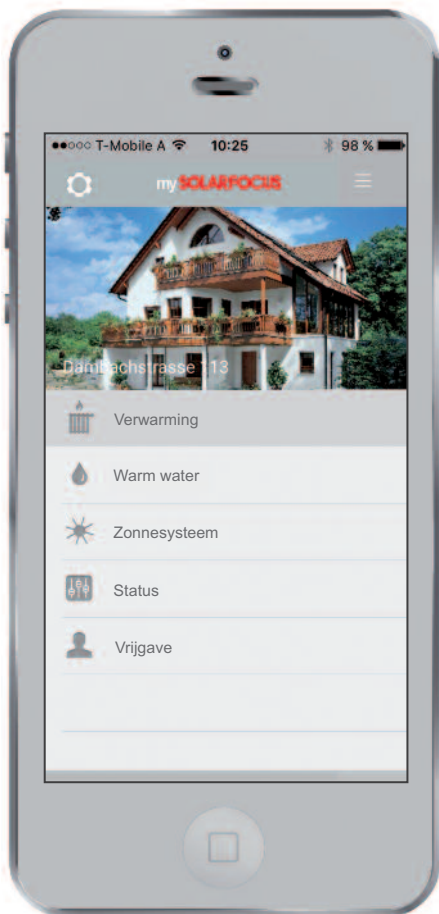 ●●○○○ T-Mobile A 10:25 98 %
my SOLARFOCUS
Dambachstrasse 113
Verwarming
Warm water
Zonnesysteem
Status
Vrijgave